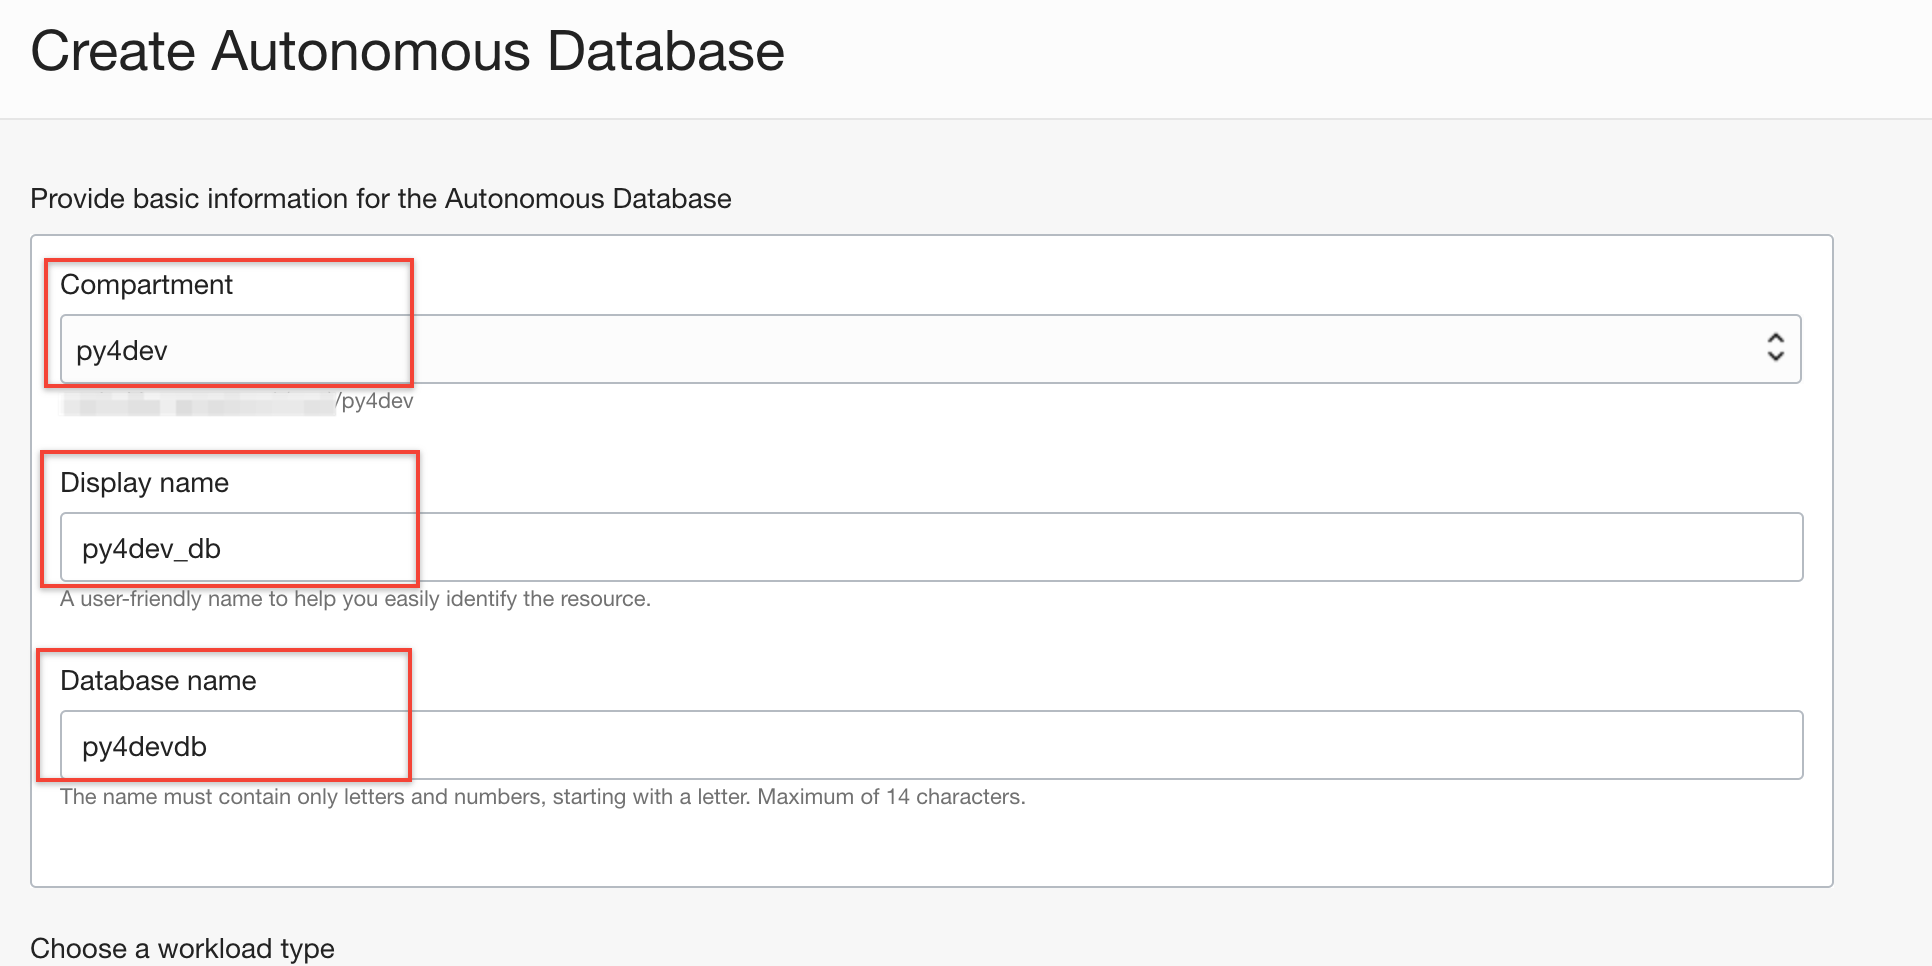 Create Autonomous Database
Provide basic information for the Autonomous Database
Compartment
py4dev
/py4dev
Display name
py4dev_db
A user-friendly name to help you easily identify the resource.
Database name
py4devdb
The name must contain only letters and numbers, starting with a letter. Maximum of 14 characters.
Choose a workload type